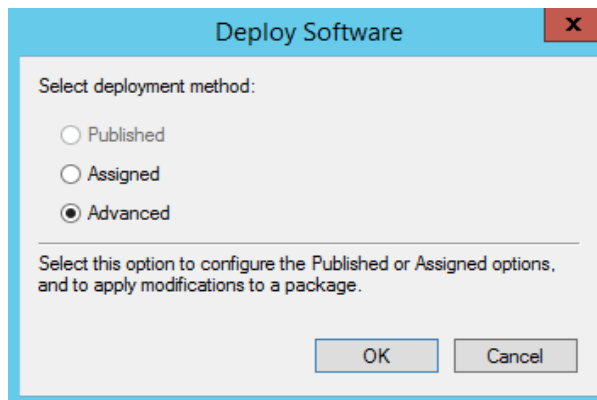 Deploy Software
x
Select deployment method:
Published
Assigned
Advanced
Select this option to configure the Published or Assigned options,
and to apply modifications to a package.
OK
Cancel